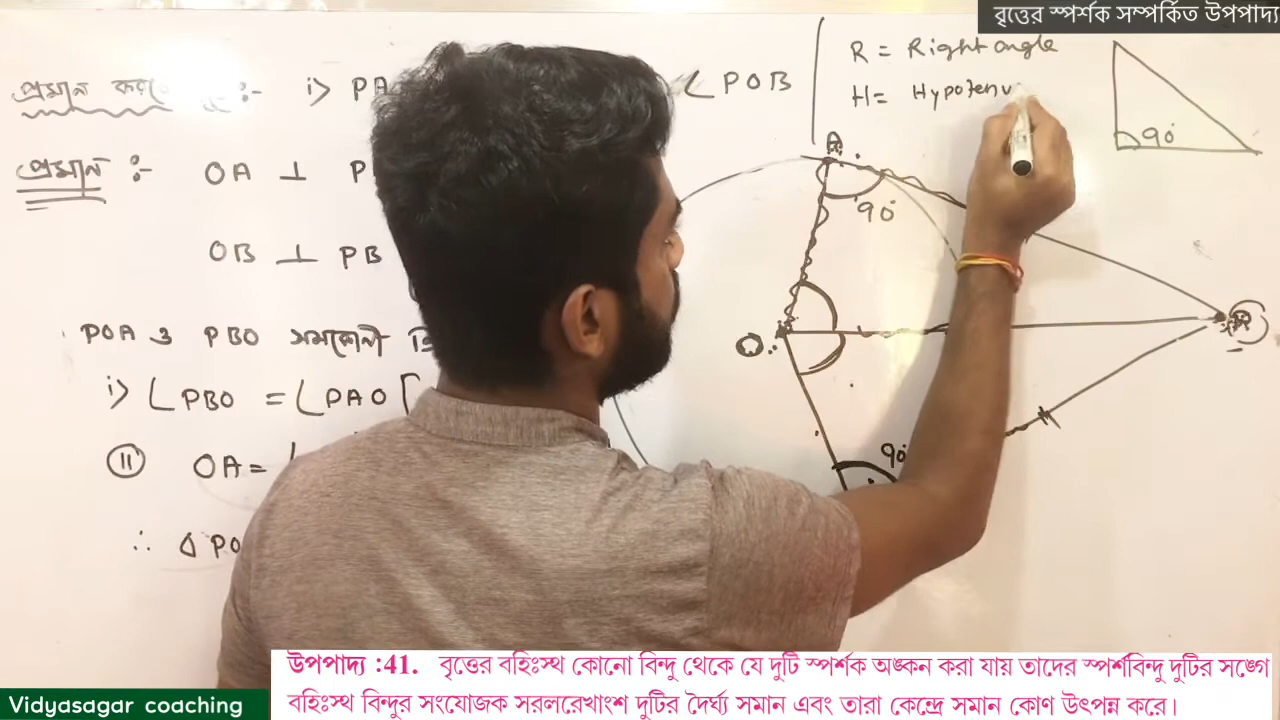 বৃত্তের স্পর্শক সম্পর্কিত উপপাদ্য
i> PA
∠POB
R = Right angle
H = Hypotenu
90°
প্রমান :- OA ⊥ P
A
90°
OB ⊥ PB
O
POA ও PBO সমকোনী ত্রি
i> ∠PBO = ∠PAO [
90°
(II) OA =
∴ Δ PO
উপপাদ্য :41. বৃত্তের বহিঃস্থ কোনো বিন্দু থেকে যে দুটি স্পর্শক অঙ্কন করা যায় তাদের স্পর্শবিন্দু দুটির সঙ্গে
বহিঃস্থ বিন্দুর সংযোজক সরলরেখাংশ দুটির দৈর্ঘ্য সমান এবং তারা কেন্দ্রে সমান কোণ উৎপন্ন করে।
Vidyasagar coaching